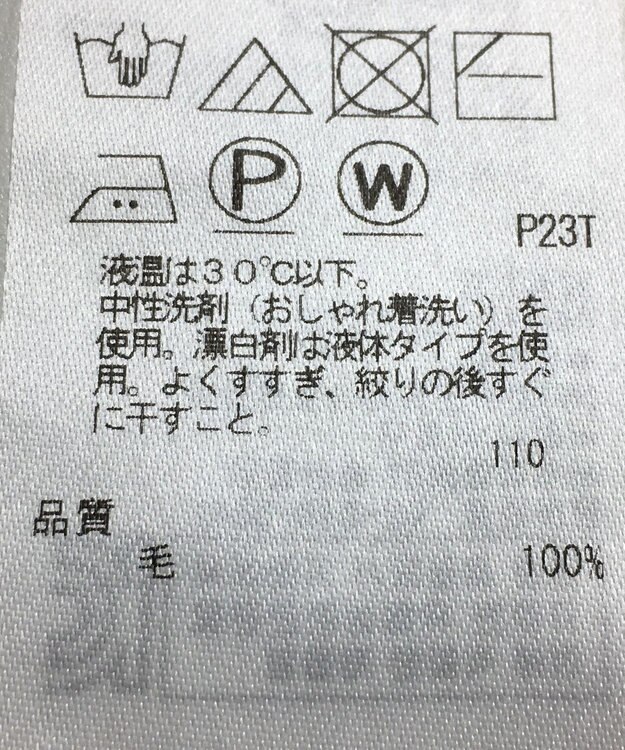 P W
P23T
液温は30℃以下。
中性洗剤（おしゃれ着洗い）を
使用。漂白剤は液体タイプを使
用。よくすすぎ、絞りの後すぐ
に干すこと。
110
品質
毛 100%